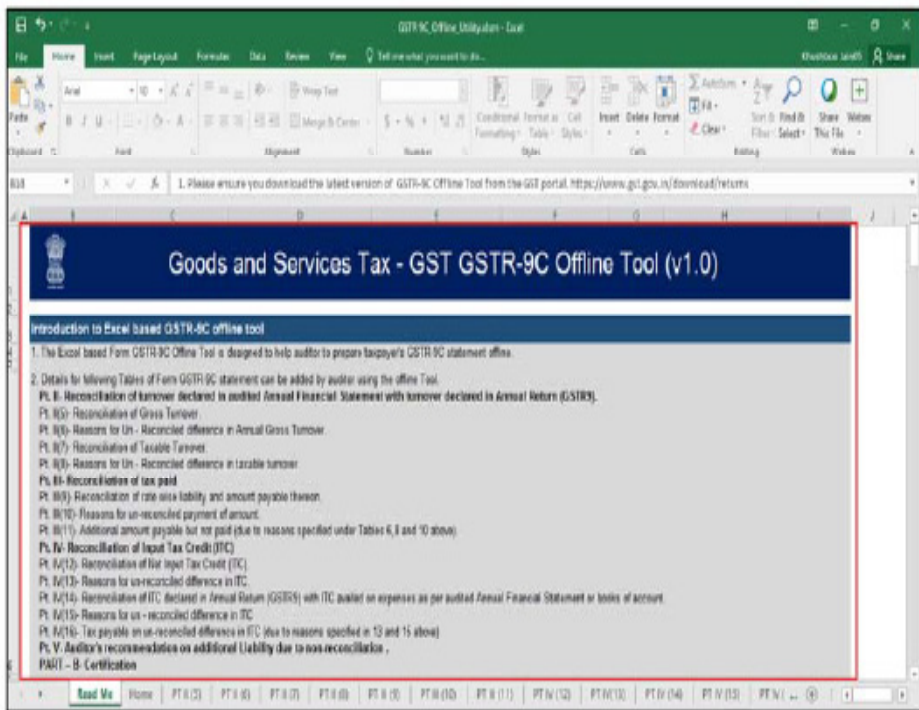 GSTR-9C_Offline_Utility.xlsm - Excel
File Home Insert Page Layout Formulas Data Review View Tell me what you want to do... Share
Arial 10 Wrap Text
Paste B I U Merge & Center $ % Conditional Formatting Format as Table Cell Styles Insert Delete Format Autosum Fill Clear Sort & Filter Find & Select Share This File Webex
Clipboard Font Alignment Number Styles Cells Editing Webex
B18 fx 1. Please ensure you download the latest version of GSTR-9C Offline Tool from the GST portal. https://www.gst.gov.in/download/returns
A B C D E F G H I J
Goods and Services Tax - GST GSTR-9C Offline Tool (v1.0)
Introduction to Excel based GSTR-9C offline tool
1. The Excel based Form GSTR-9C Offline Tool is designed to help auditor to prepare taxpayer's GSTR-9C statement offline.
2. Details for following Tables of Form GSTR-9C statement can be added by auditor using the offline Tool.
Pt. II- Reconciliation of turnover declared in audited Annual Financial Statement with turnover declared in Annual Return (GSTR9).
Pt. II(5)- Reconciliation of Gross Turnover.
Pt. II(6)- Reasons for Un - Reconciled difference in Annual Gross Turnover.
Pt. II(7)- Reconciliation of Taxable Turnover.
Pt. II(8)- Reasons for Un - Reconciled difference in taxable turnover
Pt. III- Reconciliation of tax paid
Pt. III(9)- Reconciliation of rate wise liability and amount payable thereon.
Pt. III(10)- Reasons for un-reconciled payment of amount.
Pt. III(11)- Additional amount payable but not paid (due to reasons specified under Tables 6,8 and 10 above)
Pt. IV- Reconciliation of Input Tax Credit (ITC)
Pt. IV(12)- Reconciliation of Net Input Tax Credit (ITC).
Pt. IV(13)- Reasons for un-reconciled difference in ITC.
Pt. IV(14)- Reconciliation of ITC declared in Annual Return (GSTR9) with ITC availed on expenses as per audited Annual Financial Statement or books of account.
Pt. IV(15)- Reasons for un - reconciled difference in ITC
Pt. IV(16)- Tax payable on un-reconciled difference in ITC (due to reasons specified in 13 and 15 above)
Pt. V- Auditor's recommendation on additional Liability due to non-reconciliation .
PART – B- Certification
Read Me Home PT II (5) PT II (6) PT II (7) PT II (8) PT III (9) PT III (10) PT III (11) PT IV (12) PT IV(13) PT IV (14) PT IV (15) PT IV ( ...